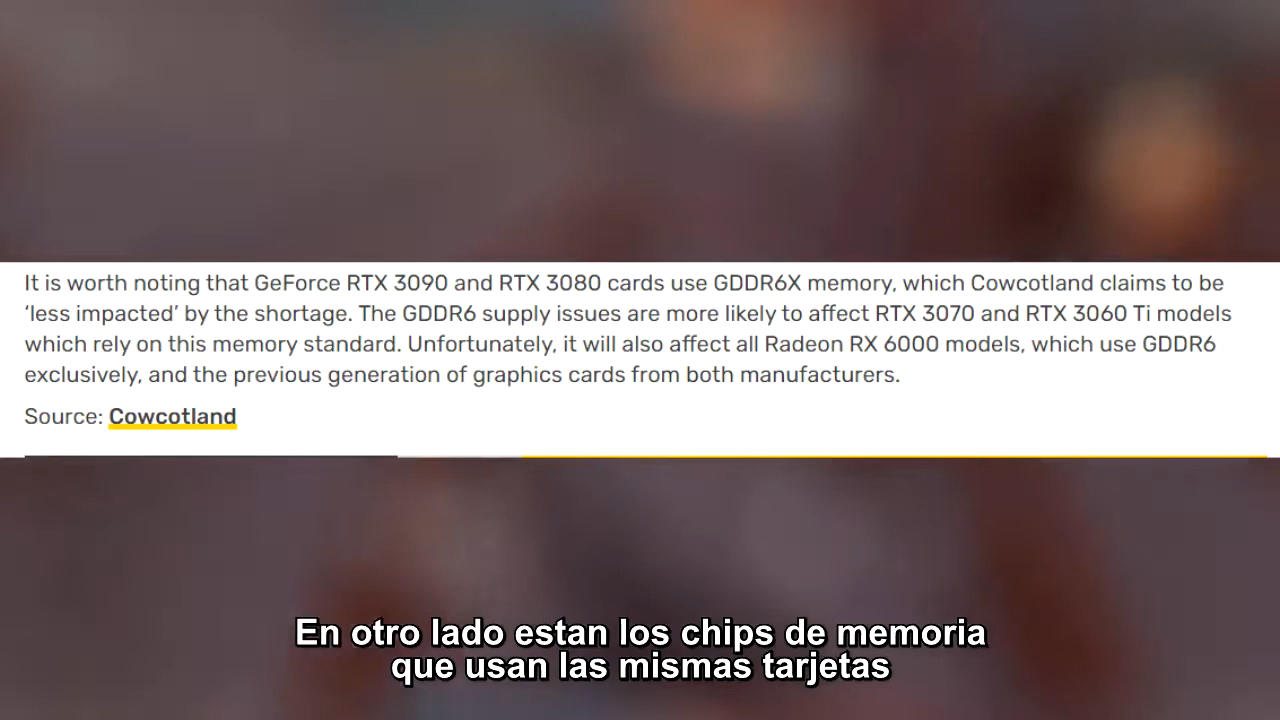 It is worth noting that GeForce RTX 3090 and RTX 3080 cards use GDDR6X memory, which Cowcotland claims to be
‘less impacted’ by the shortage. The GDDR6 supply issues are more likely to affect RTX 3070 and RTX 3060 Ti models
which rely on this memory standard. Unfortunately, it will also affect all Radeon RX 6000 models, which use GDDR6
exclusively, and the previous generation of graphics cards from both manufacturers.
Source: Cowcotland
En otro lado estan los chips de memoria
que usan las mismas tarjetas